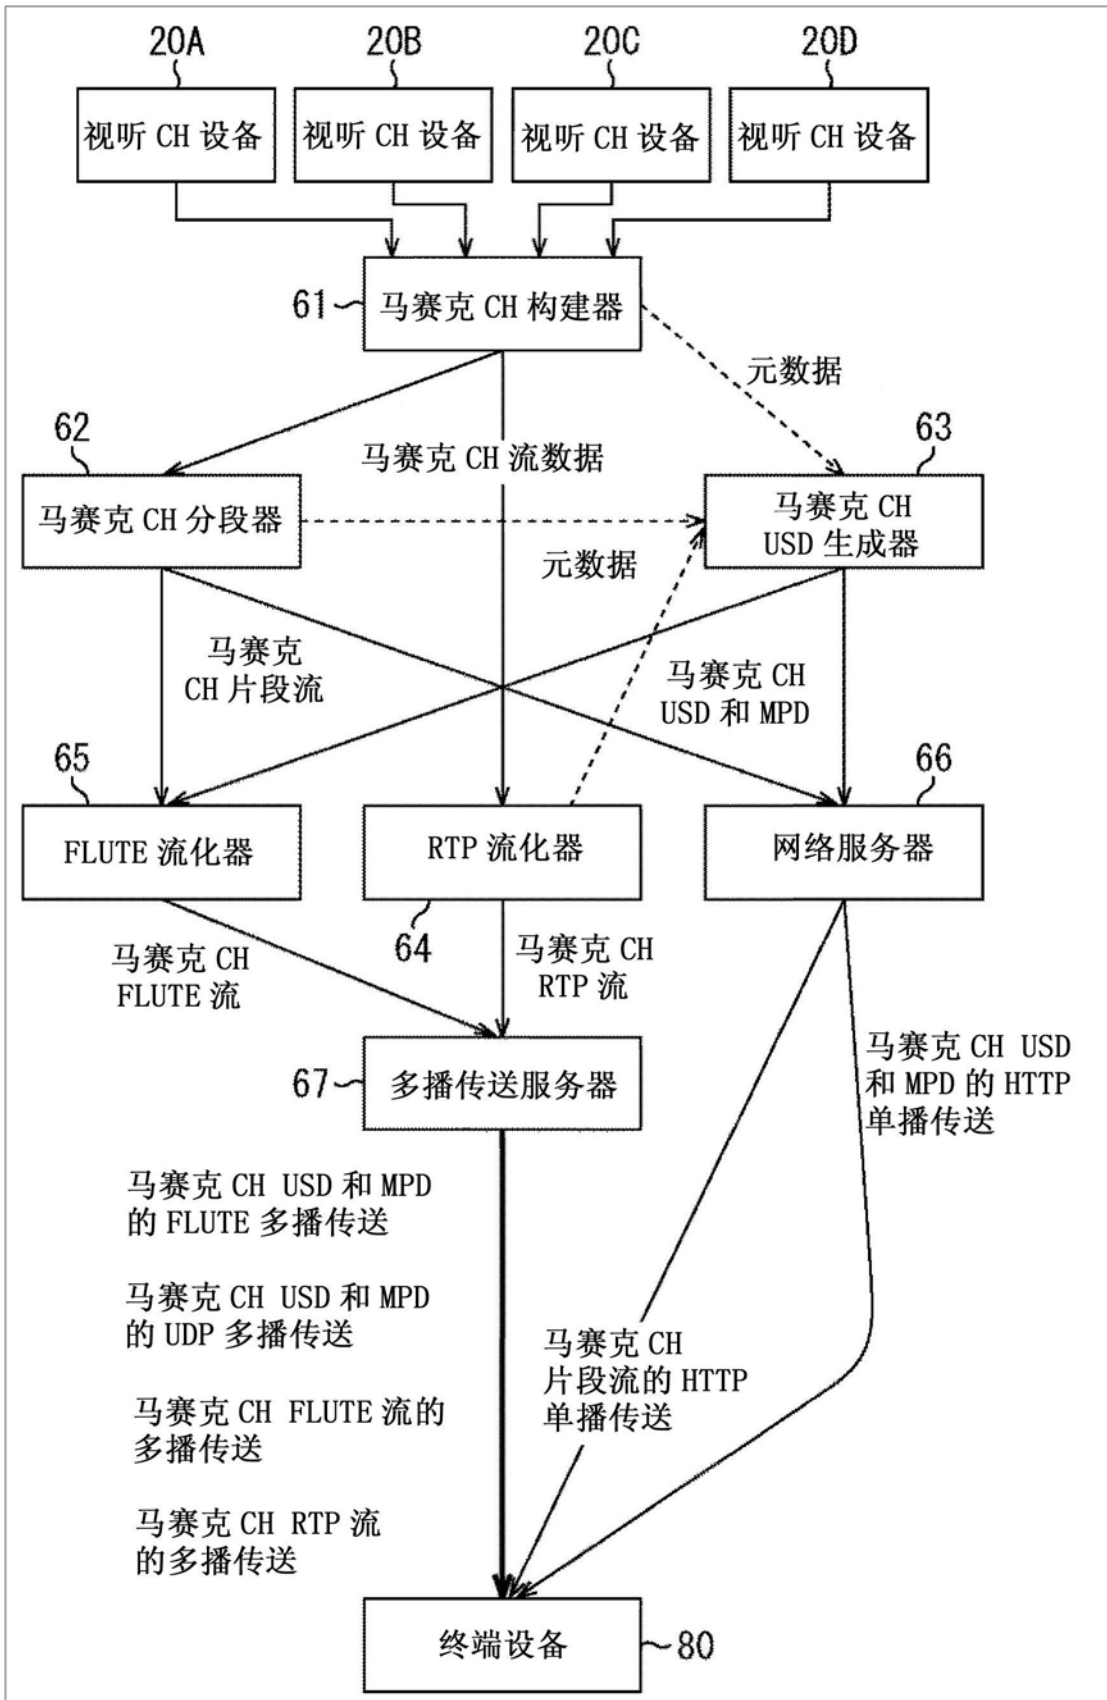 20A
20B
20C
20D
视听 CH 设备
视听 CH 设备
视听 CH 设备
视听 CH 设备
61
马赛克 CH 构建器
元数据
62
马赛克 CH 流数据
63
马赛克 CH 分段器
马赛克 CH
USD 生成器
元数据
马赛克
CH 片段流
马赛克 CH
USD 和 MPD
65
66
FLUTE 流化器
RTP 流化器
网络服务器
64
马赛克 CH
FLUTE 流
马赛克 CH
RTP 流
67
多播传送服务器
马赛克 CH USD
和 MPD 的 HTTP
单播传送
马赛克 CH USD 和 MPD
的 FLUTE 多播传送
马赛克 CH USD 和 MPD
的 UDP 多播传送
马赛克 CH FLUTE 流的
多播传送
马赛克 CH
片段流的 HTTP
单播传送
马赛克 CH RTP 流
的多播传送
终端设备
80